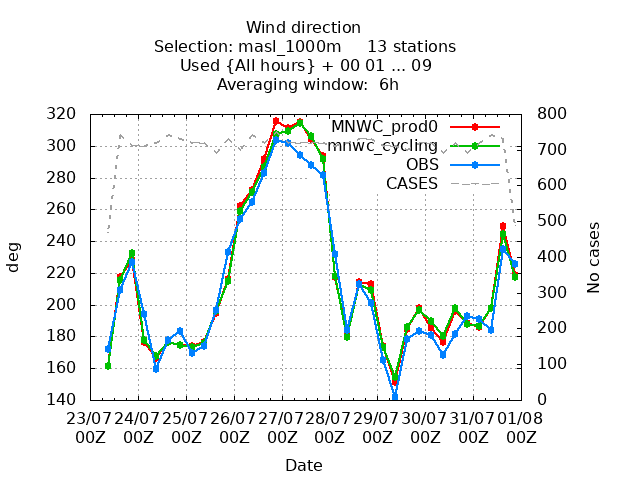 Wind direction
Selection: masl_1000m 13 stations
Used {All hours} + 00 01 ... 09
Averaging window: 6h
320 800
MNWC_prod0
300 700
mnwc_cycling
OBS
280 600
CASES
260 500
240 400
220 300
200 200
180
160 100
140 0
deg
No cases
23/07 24/07 25/07 26/07 27/07 28/07 29/07 30/07 31/07 01/08
00Z 00Z 00Z 00Z 00Z 00Z 00Z 00Z 00Z 00Z
Date